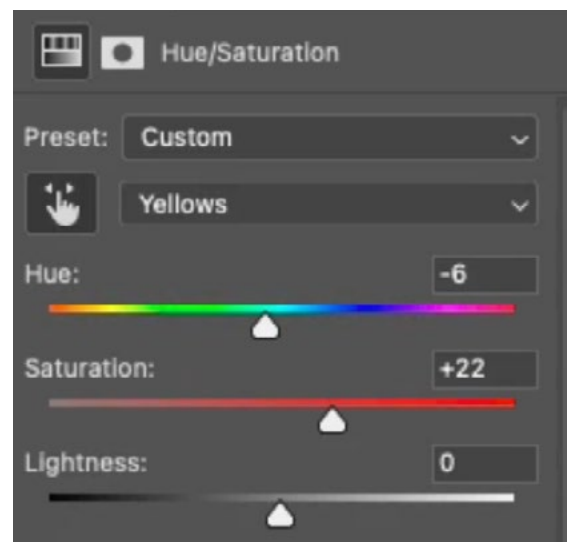 Hue/Saturation
Preset: Custom
Yellows
Hue: -6
Saturation: +22
Lightness: 0